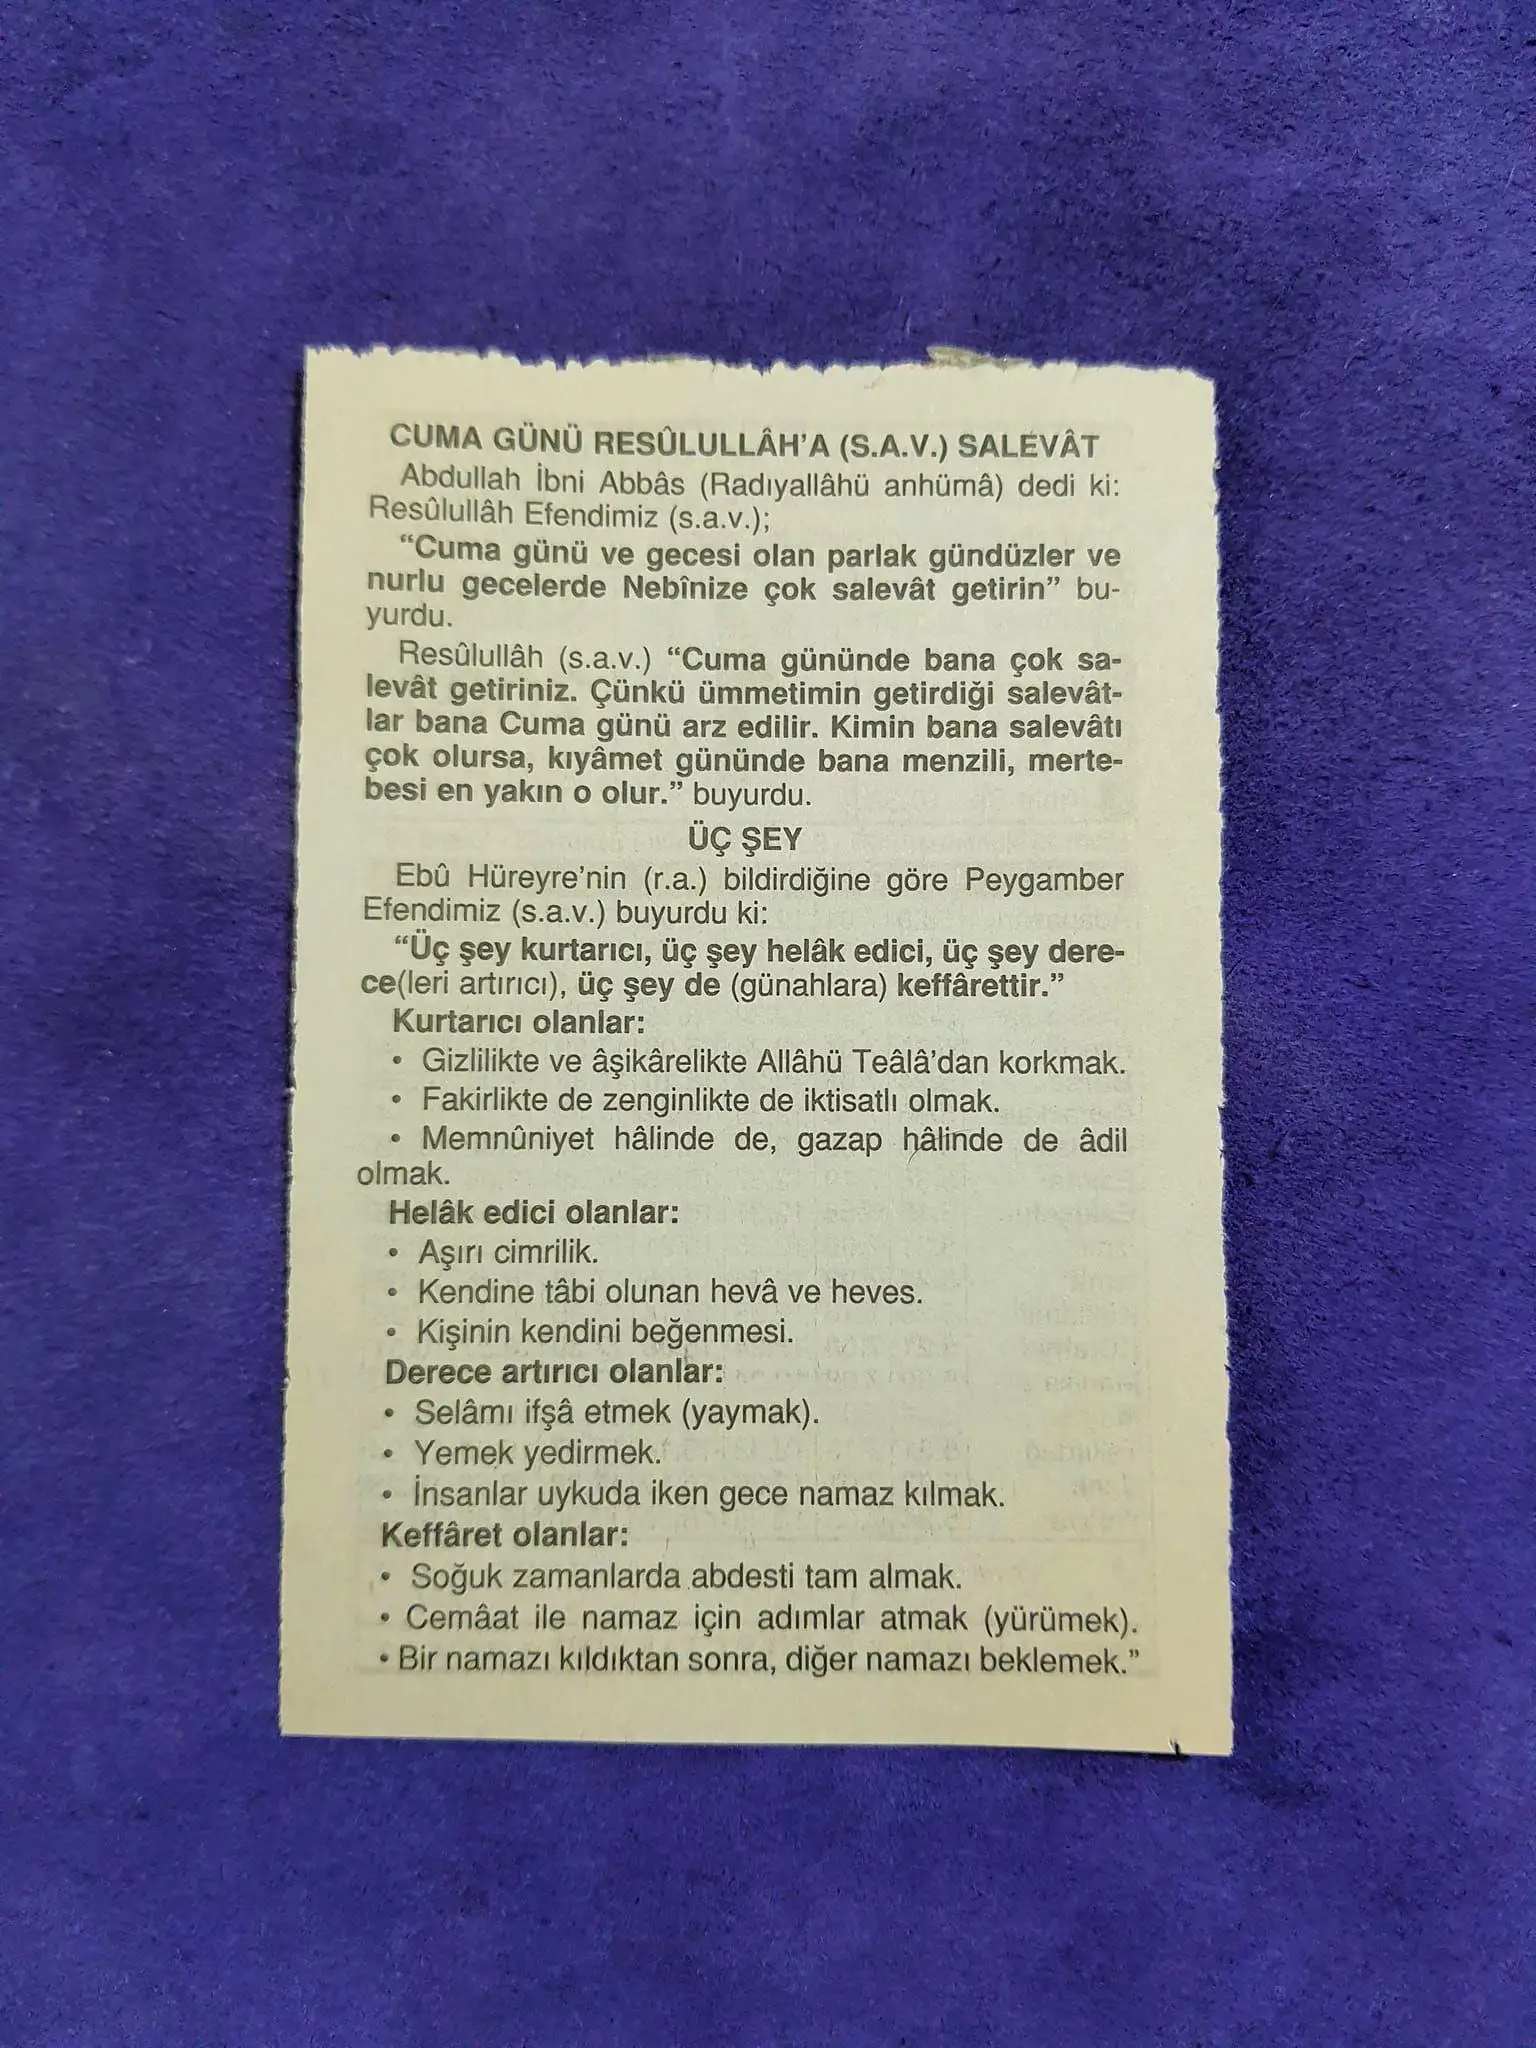 CUMA GÜNÜ RESÛLULLÂH'A (S.A.V.) SALEVÂT
Abdullah İbni Abbâs (Radıyallâhü anhümâ) dedi ki:
Resûlullâh Efendimiz (s.a.v.);
“Cuma günü ve gecesi olan parlak gündüzler ve
nurlu gecelerde Nebînize çok salevât getirin” bu-
yurdu.
Resûlullâh (s.a.v.) “Cuma gününde bana çok sa-
levât getiriniz. Çünkü ümmetimin getirdiği salevât-
lar bana Cuma günü arz edilir. Kimin bana salevâtı
çok olursa, kıyâmet gününde bana menzili, merte-
besi en yakın o olur.” buyurdu.
ÜÇ ŞEY
Ebû Hüreyre'nin (r.a.) bildirdiğine göre Peygamber
Efendimiz (s.a.v.) buyurdu ki:
“Üç şey kurtarıcı, üç şey helâk edici, üç şey dere-
ce(leri artırıcı), üç şey de (günahlara) keffârettir.”
Kurtarıcı olanlar:
• Gizlilikte ve âşikârelikte Allâhü Teâlâ'dan korkmak.
• Fakirlikte de zenginlikte de iktisatlı olmak.
• Memnûniyet hâlinde de, gazap hâlinde de âdil
olmak.
Helâk edici olanlar:
• Aşırı cimrilik.
• Kendine tâbi olunan hevâ ve heves.
• Kişinin kendini beğenmesi.
Derece artırıcı olanlar:
• Selâmı ifşâ etmek (yaymak).
• Yemek yedirmek.
• İnsanlar uykuda iken gece namaz kılmak.
Keffâret olanlar:
• Soğuk zamanlarda abdesti tam almak.
• Cemâat ile namaz için adımlar atmak (yürümek).
• Bir namazı kıldıktan sonra, diğer namazı beklemek.”